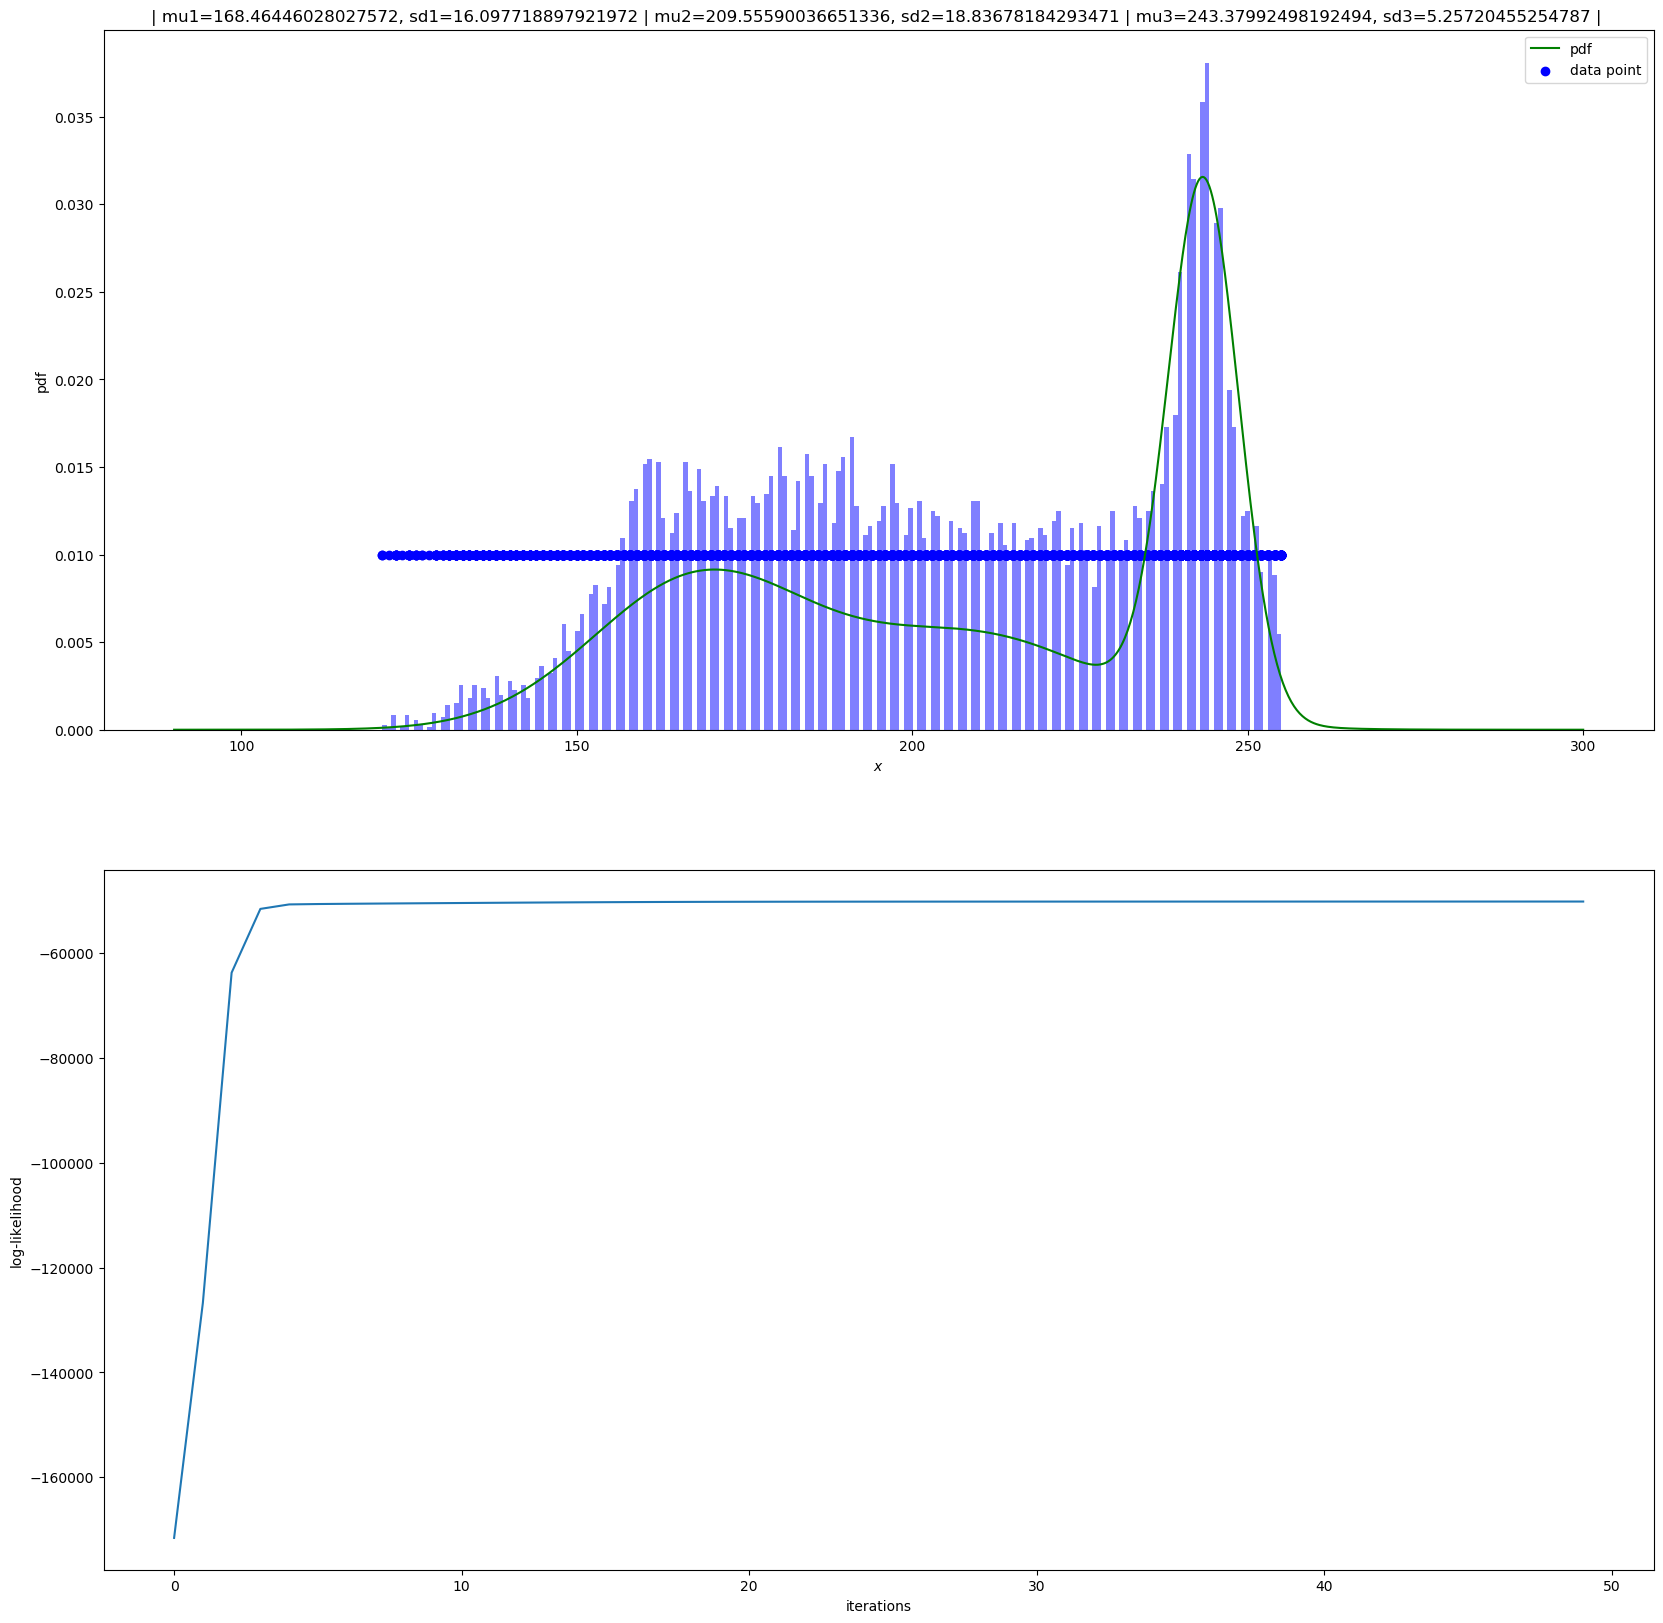 | mu1=168.46446028027572, sd1=16.097718897921972 | mu2=209.55590036651336, sd2=18.83678184293471 | mu3=243.37992498192494, sd3=5.25720455254787 |
pdf
data point
0.035
0.030
0.025
0.020
0.015
0.010
0.005
0.000
pdf
100 150 200 250 300
x
−60000
−80000
−100000
−120000
−140000
−160000
log-likelihood
0 10 20 30 40 50
iterations